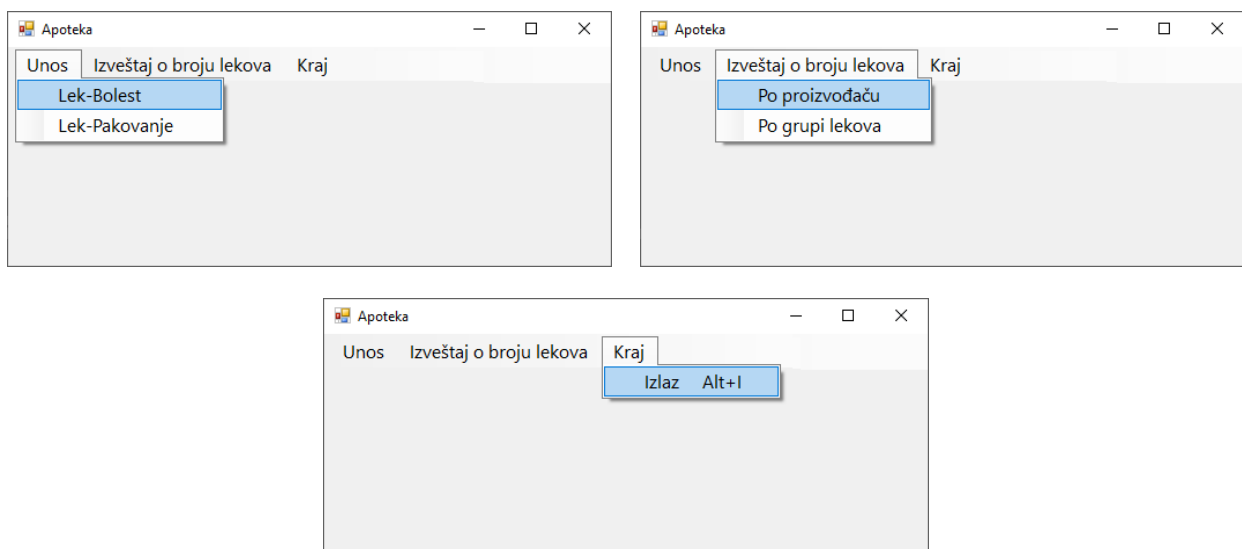 Apoteka
Unos Izveštaj o broju lekova Kraj
Lek-Bolest
Lek-Pakovanje
Apoteka
Unos Izveštaj o broju lekova Kraj
Po proizvođaču
Po grupi lekova
Apoteka
Unos Izveštaj o broju lekova Kraj
Izlaz Alt+I